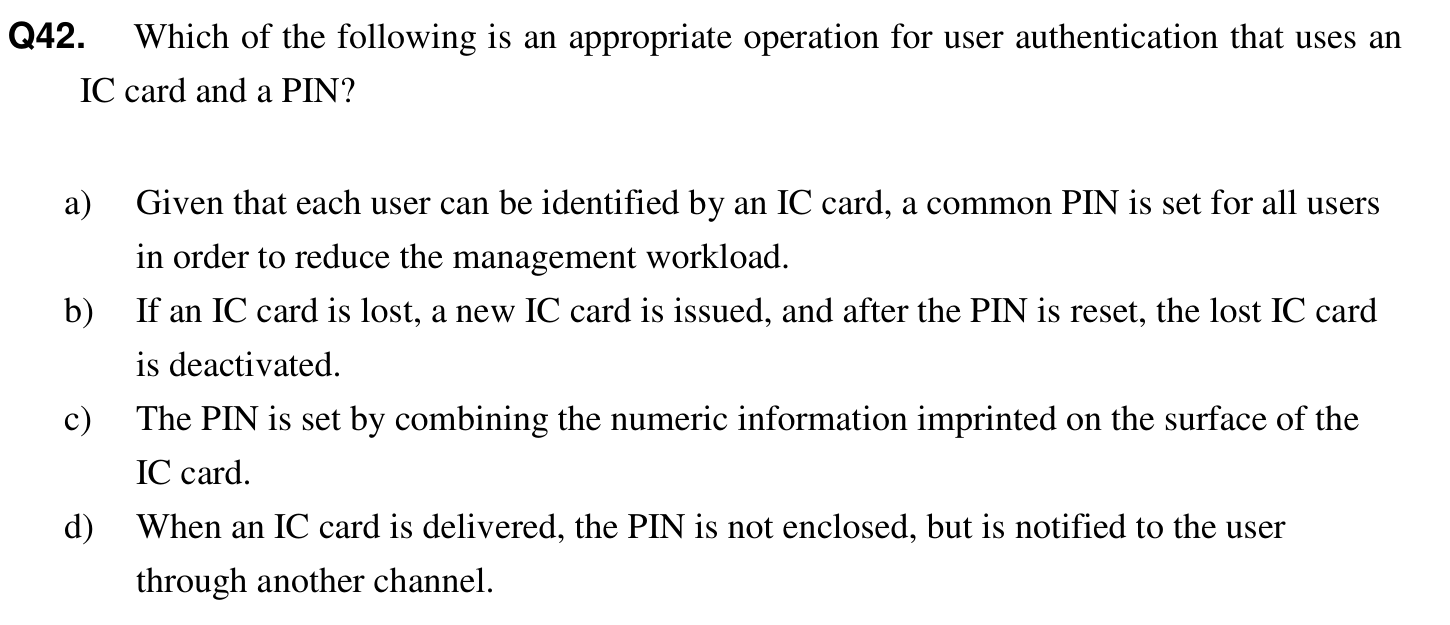 Q42. Which of the following is an appropriate operation for user authentication that uses an
IC card and a PIN?
a) Given that each user can be identified by an IC card, a common PIN is set for all users
in order to reduce the management workload.
b) If an IC card is lost, a new IC card is issued, and after the PIN is reset, the lost IC card
is deactivated.
c) The PIN is set by combining the numeric information imprinted on the surface of the
IC card.
d) When an IC card is delivered, the PIN is not enclosed, but is notified to the user
through another channel.